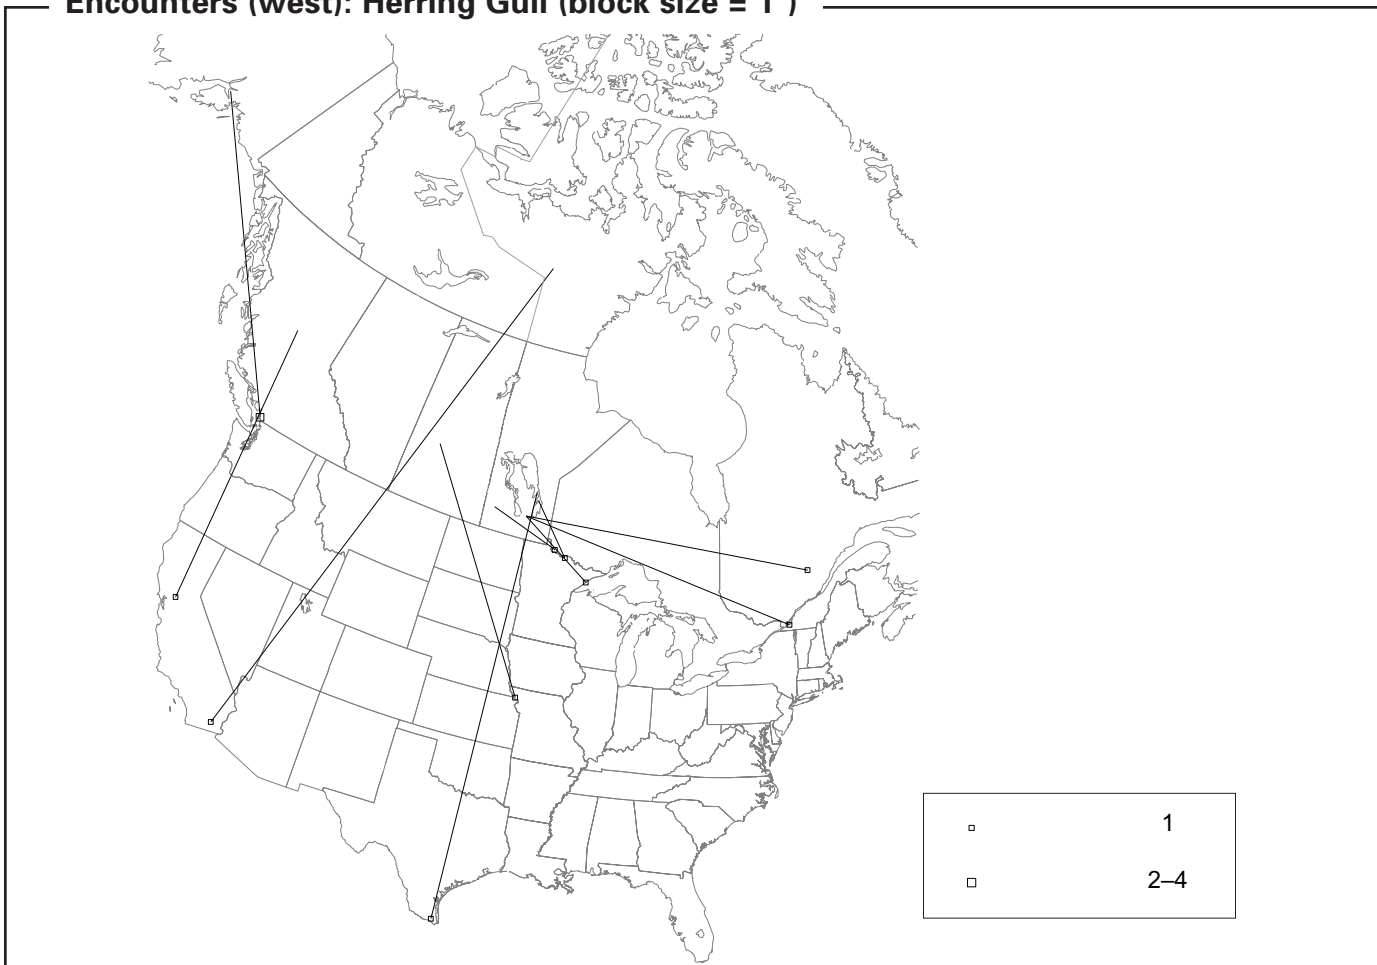 Encounters (west): Herring Gull (block size = 1°)
1
2–4